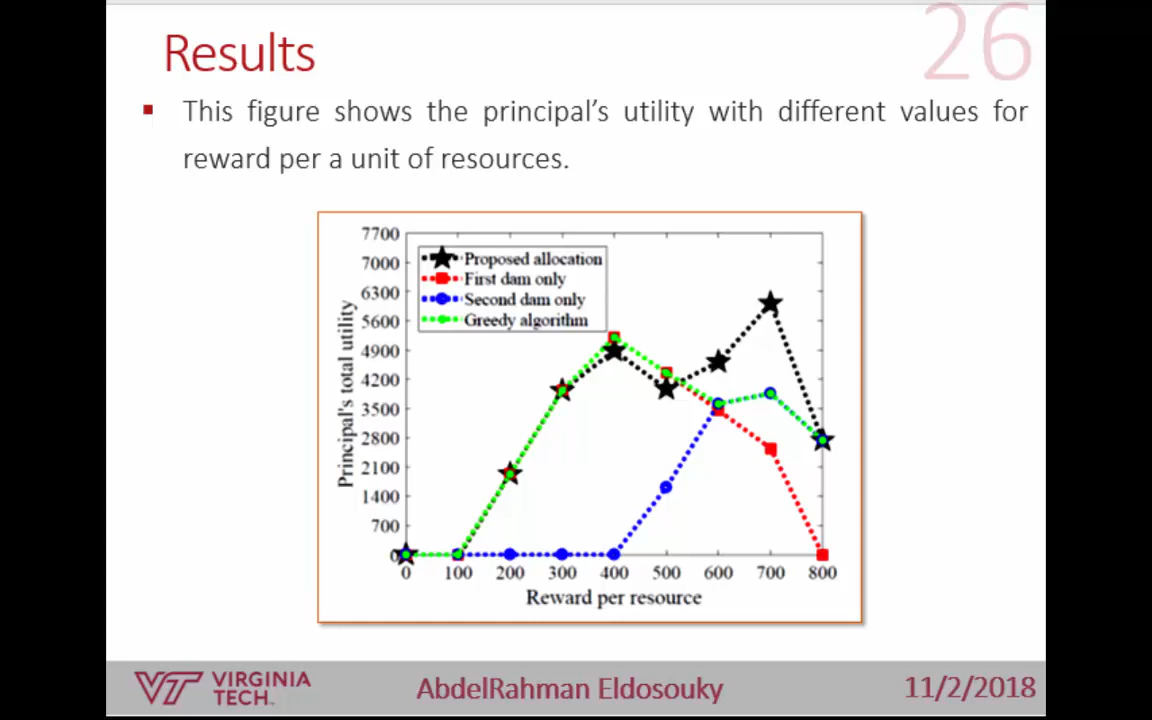 26
Results
▪ This figure shows the principal's utility with different values for
reward per a unit of resources.
Proposed allocation
First dam only
Second dam only
Greedy algorithm
Principal's total utility
7700
7000
6300
5600
4900
4200
3500
2800
2100
1400
700
0
0 100 200 300 400 500 600 700 800
Reward per resource
VT VIRGINIA
TECH
AbdelRahman Eldosouky
11/2/2018